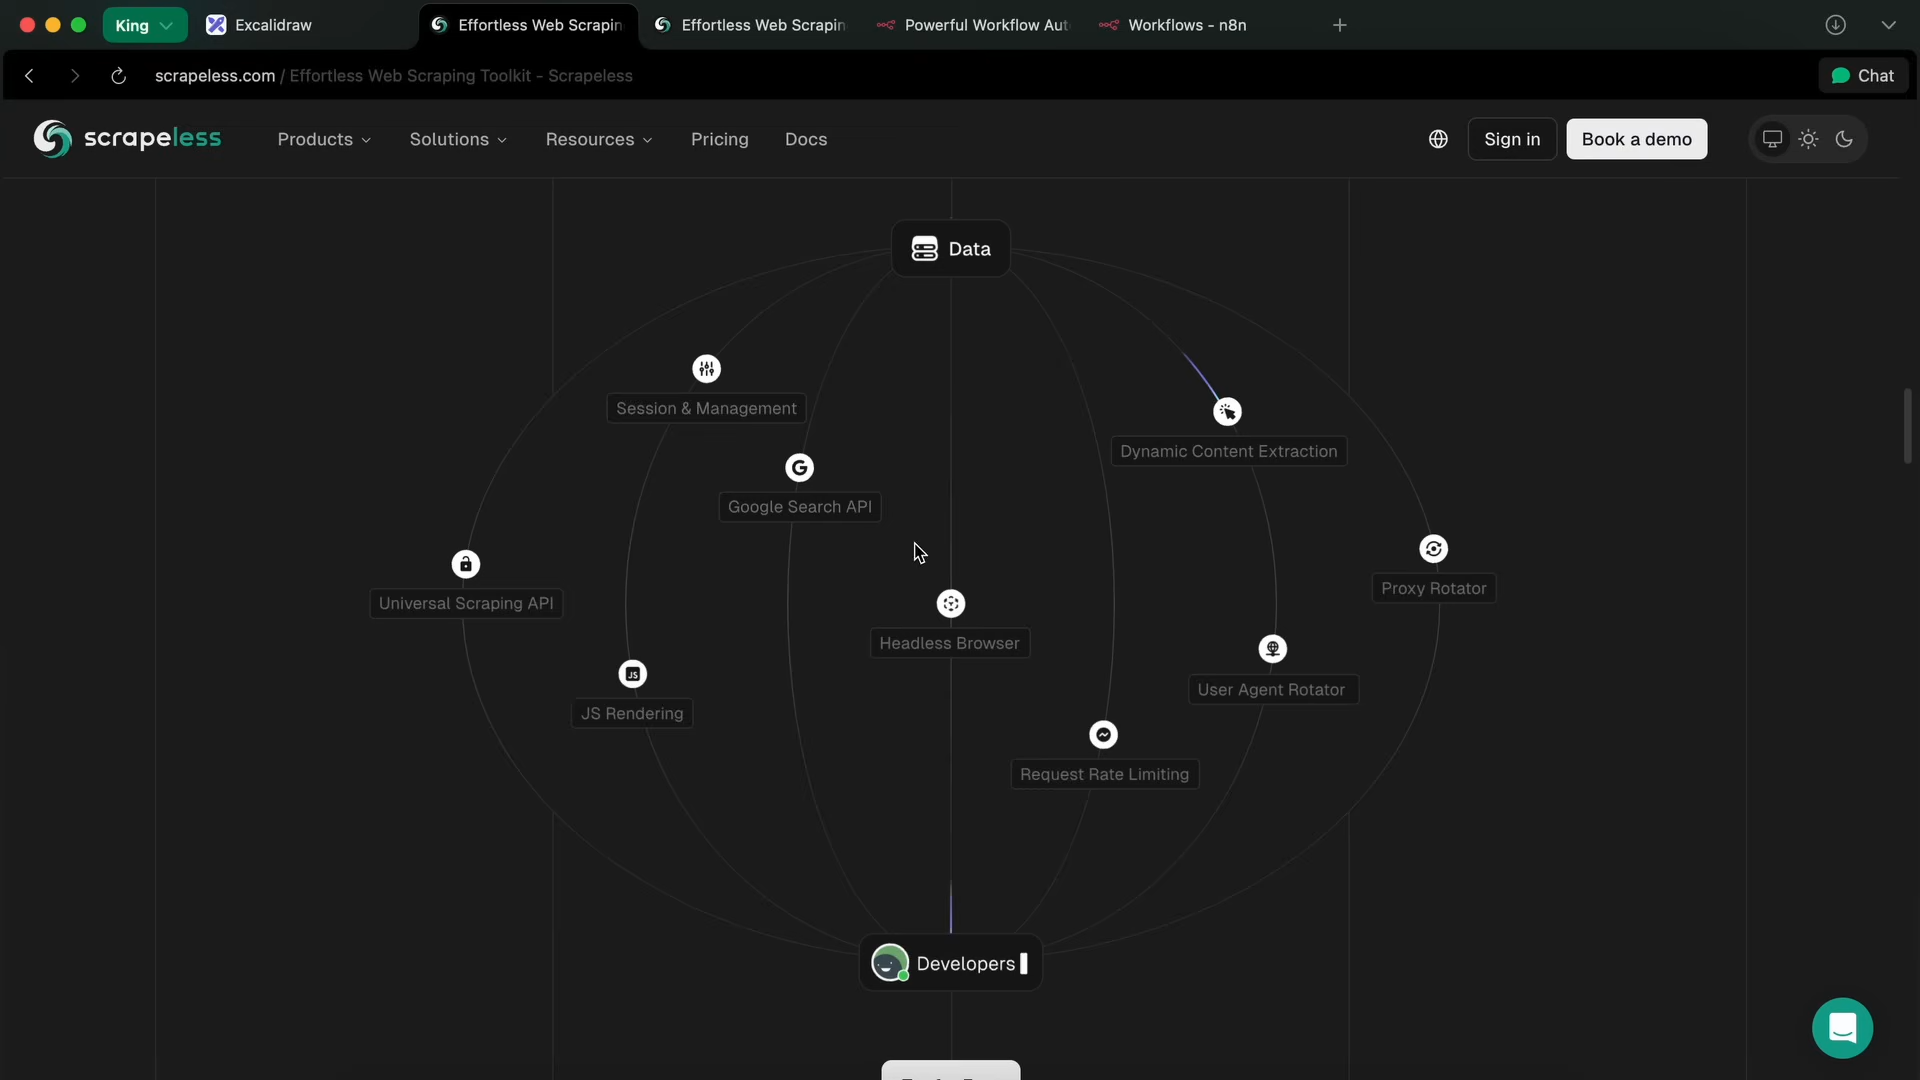 King
Excalidraw
Effortless Web Scrapin
Effortless Web Scrapin
Powerful Workflow Aut
Workflows - n8n
scrapeless.com / Effortless Web Scraping Toolkit - Scrapeless
Chat
scrapeless
Products
Solutions
Resources
Pricing
Docs
Sign in
Book a demo
Data
Session & Management
Dynamic Content Extraction
G
Google Search API
Universal Scraping API
Proxy Rotator
Headless Browser
JS
JS Rendering
User Agent Rotator
Request Rate Limiting
Developers